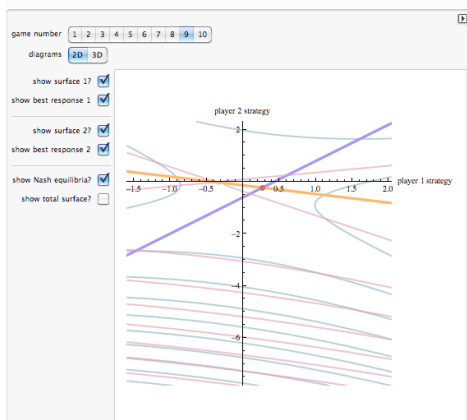 game number 1 2 3 4 5 6 7 8 9 10
diagrams 2D 3D
show surface 1?
show best response 1
show surface 2?
show best response 2
show Nash equilibria?
show total surface?
player 2 strategy
2
-1.5 -1.0 -0.5 0.5 1.0 1.5 2.0 player 1 strategy
-2
-4
-6